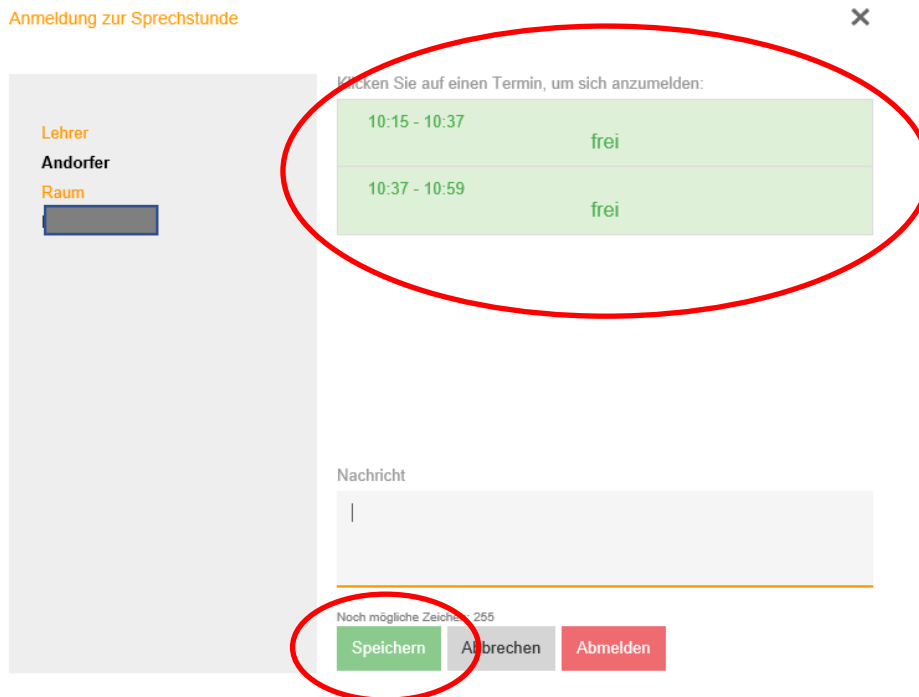 Anmeldung zur Sprechstunde
Lehrer
Andorfer
Raum
Klicken Sie auf einen Termin, um sich anzumelden:
10:15 - 10:37
frei
10:37 - 10:59
frei
Nachricht
Noch mögliche Zeichen: 255
Speichern Abbrechen Abmelden